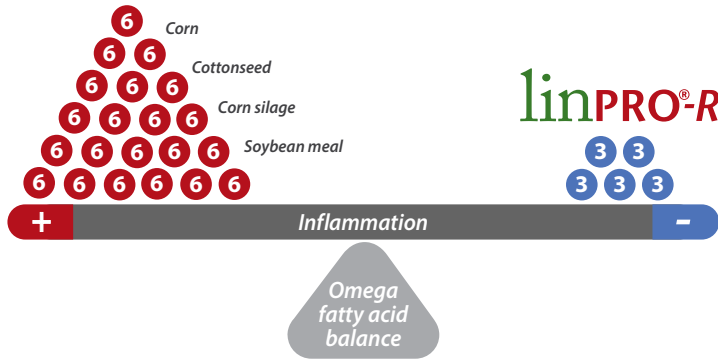 6
Corn
6 6
Cottonseed
6 6 6
Corn silage
6 6 6 6
Soybean meal
6 6 6 6 6
6 6 6 6 6 6
linPRO®-R
3 3
3 3 3
+ Inflammation -
Omega
fatty acid
balance